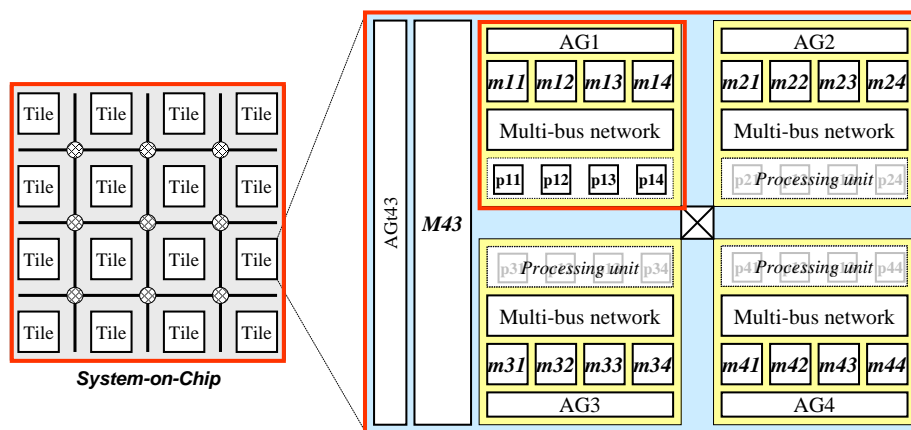 Tile Tile Tile Tile
Tile Tile Tile Tile
Tile Tile Tile Tile
Tile Tile Tile Tile
System-on-Chip
AGt43
M43
AG1
m11 m12 m13 m14
Multi-bus network
p11 p12 p13 p14
AG2
m21 m22 m23 m24
Multi-bus network
p21 Processing unit p24
p31 Processing unit p34
Multi-bus network
m31 m32 m33 m34
AG3
p41 Processing unit p44
Multi-bus network
m41 m42 m43 m44
AG4